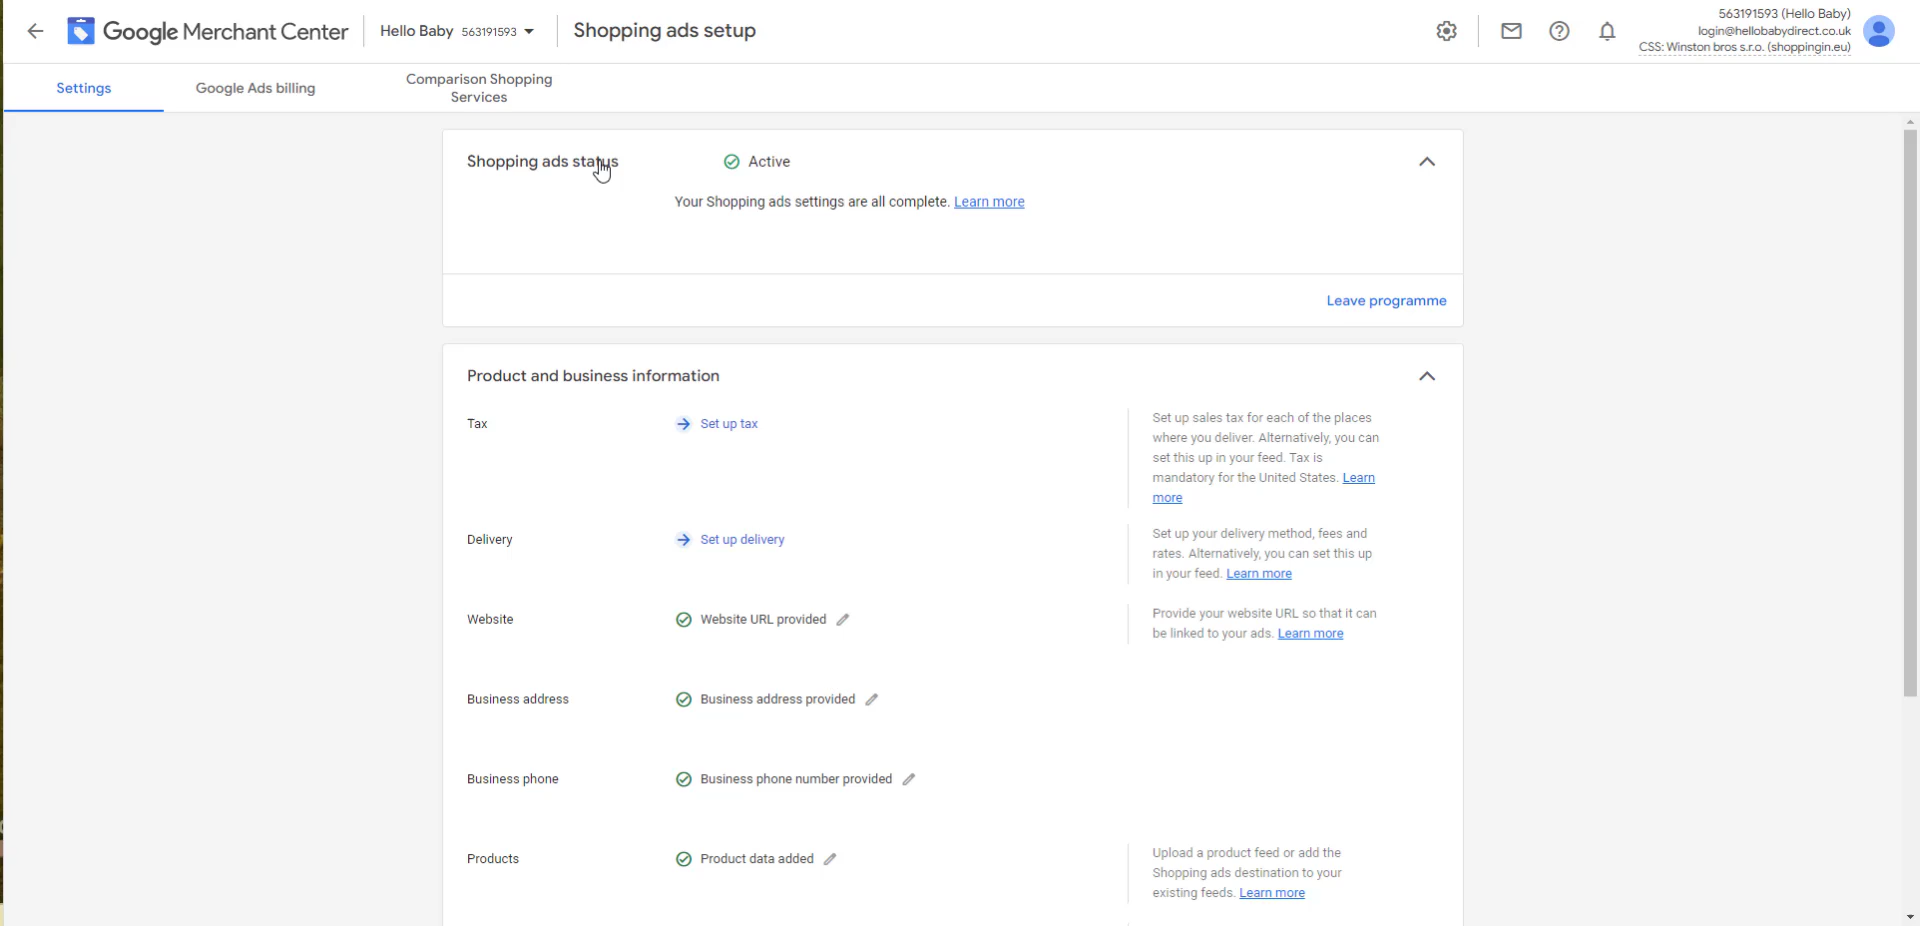 Google Merchant Center
Hello Baby 563191593
Shopping ads setup
563191593 (Hello Baby)
login@hellobabydirect.co.uk
CSS: Winston bros s.r.o. (shoppingin.eu)
Settings
Google Ads billing
Comparison Shopping
Services
Shopping ads status
Active
Your Shopping ads settings are all complete. Learn more
Leave programme
Product and business information
Tax
Set up tax
Set up sales tax for each of the places
where you deliver. Alternatively, you can
set this up in your feed. Tax is
mandatory for the United States. Learn
more
Delivery
Set up delivery
Set up your delivery method, fees and
rates. Alternatively, you can set this up
in your feed. Learn more
Website
Website URL provided
Provide your website URL so that it can
be linked to your ads. Learn more
Business address
Business address provided
Business phone
Business phone number provided
Products
Product data added
Upload a product feed or add the
Shopping ads destination to your
existing feeds. Learn more